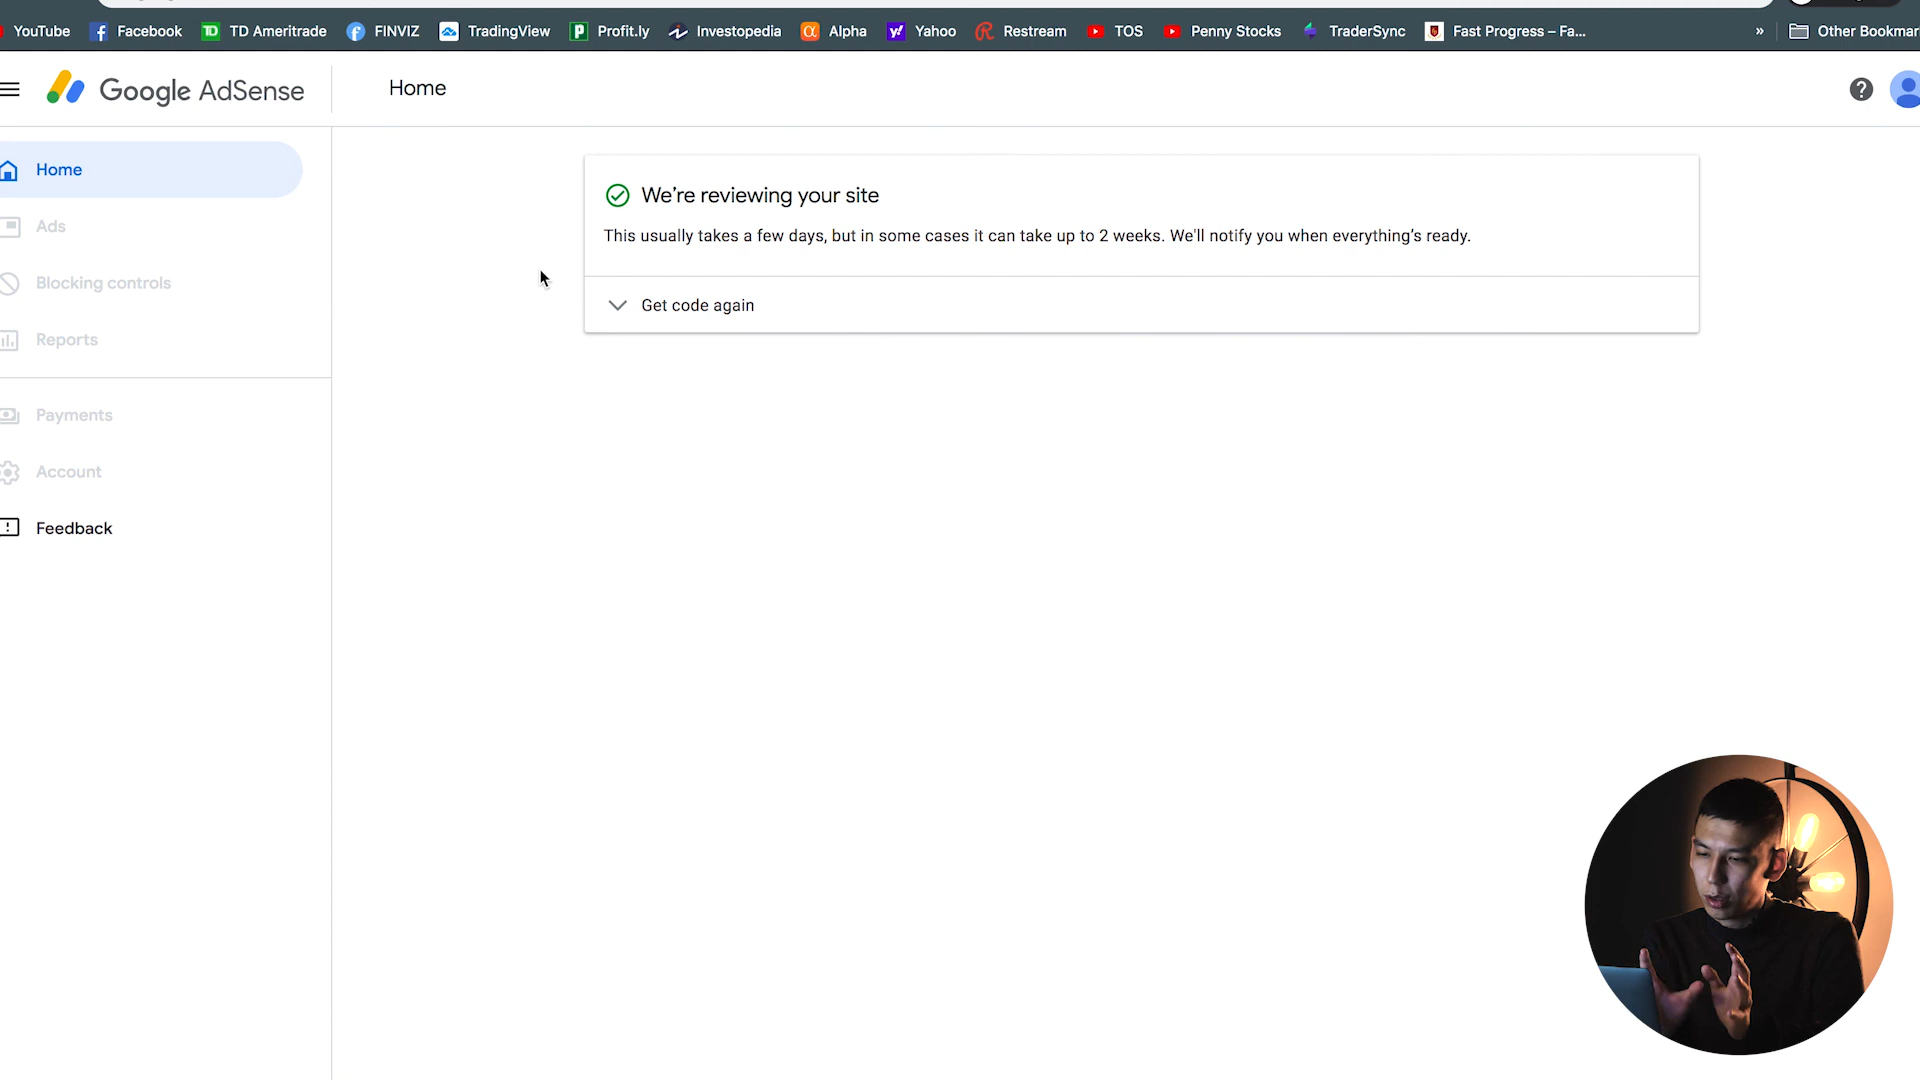 YouTube Facebook TD Ameritrade FINVIZ TradingView Profit.ly Investopedia Alpha Yahoo Restream TOS Penny Stocks TraderSync Fast Progress – Fa... » Other Bookmar
Google AdSense
Home
Home
Ads
Blocking controls
Reports
Payments
Account
Feedback
We're reviewing your site
This usually takes a few days, but in some cases it can take up to 2 weeks. We'll notify you when everything's ready.
Get code again